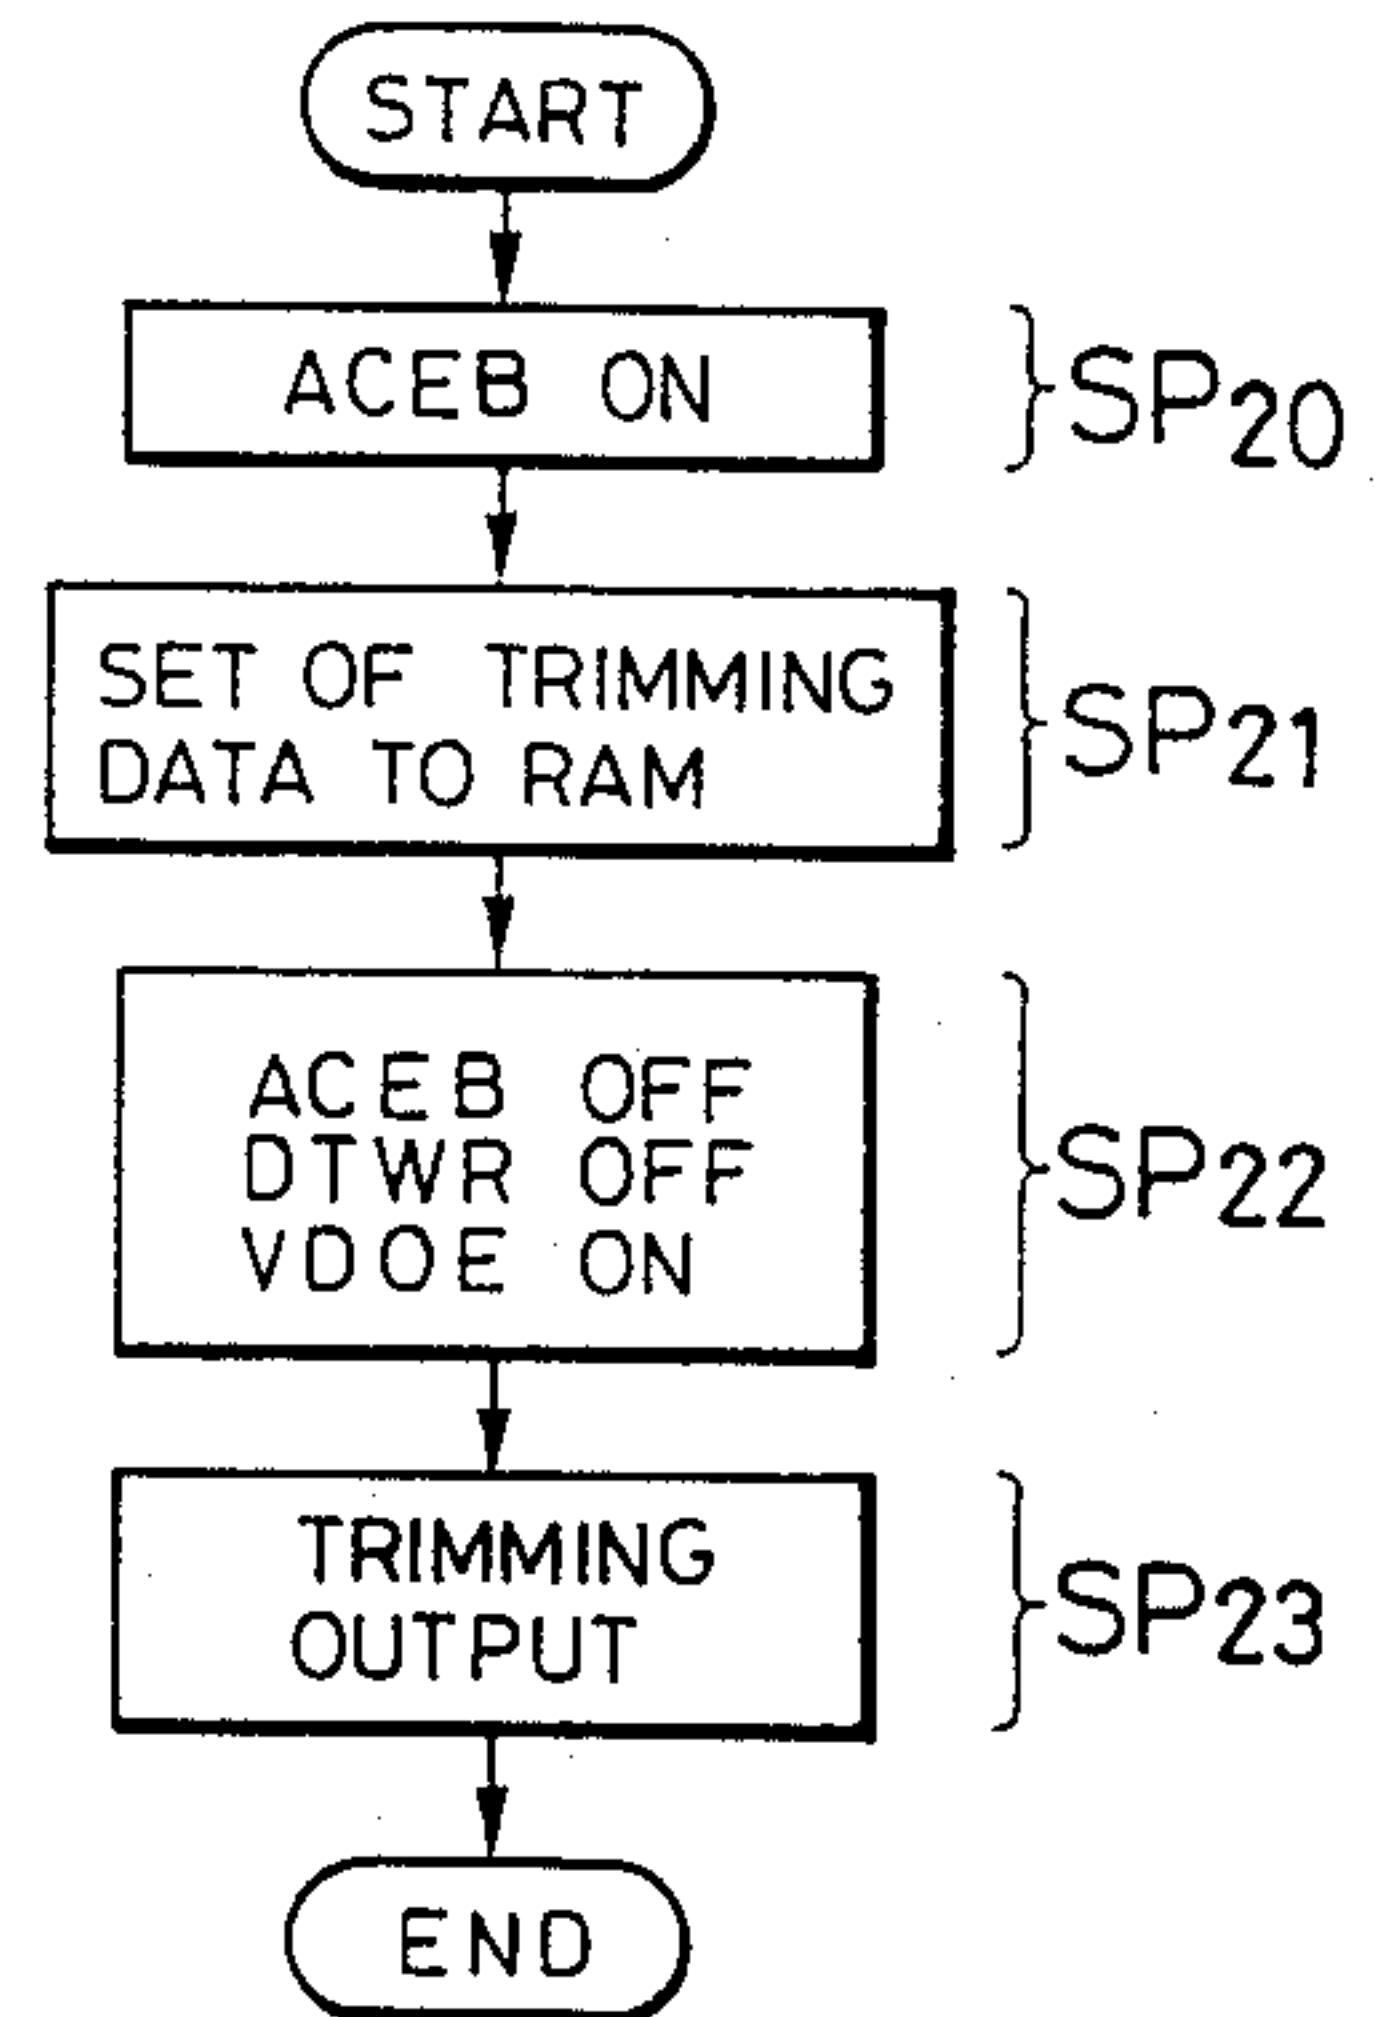 START
ACEB ON
SP20
SET OF TRIMMING
DATA TO RAM
SP21
ACEB OFF
DTWR OFF
VDOE ON
SP22
TRIMMING
OUTPUT
SP23
END